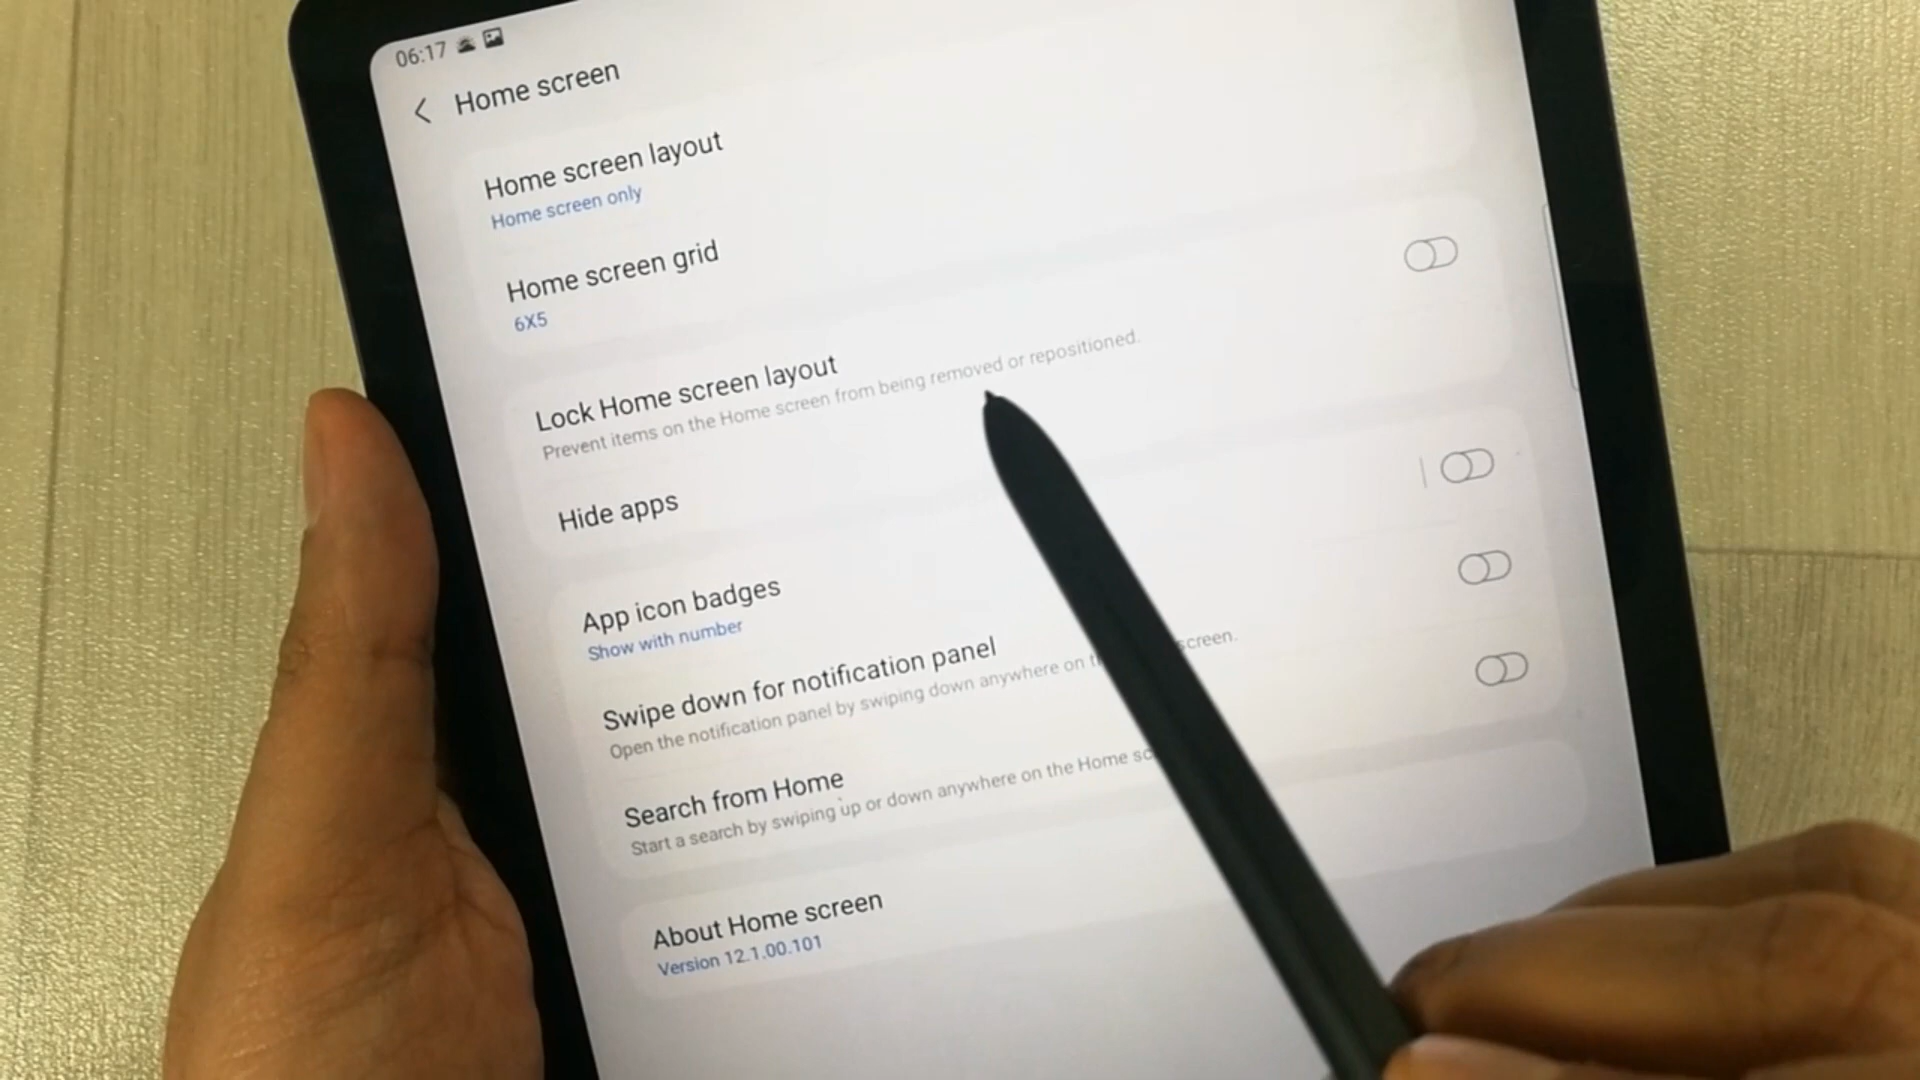 06:17
Home screen
Home screen layout
Home screen only
Home screen grid
6X5
Lock Home screen layout
Prevent items on the Home screen from being removed or repositioned.
Hide apps
App icon badges
Show with number
Swipe down for notification panel
Open the notification panel by swiping down anywhere on screen.
Search from Home
Start a search by swiping up or down anywhere on the Home
About Home screen
Version 12.1.00.101